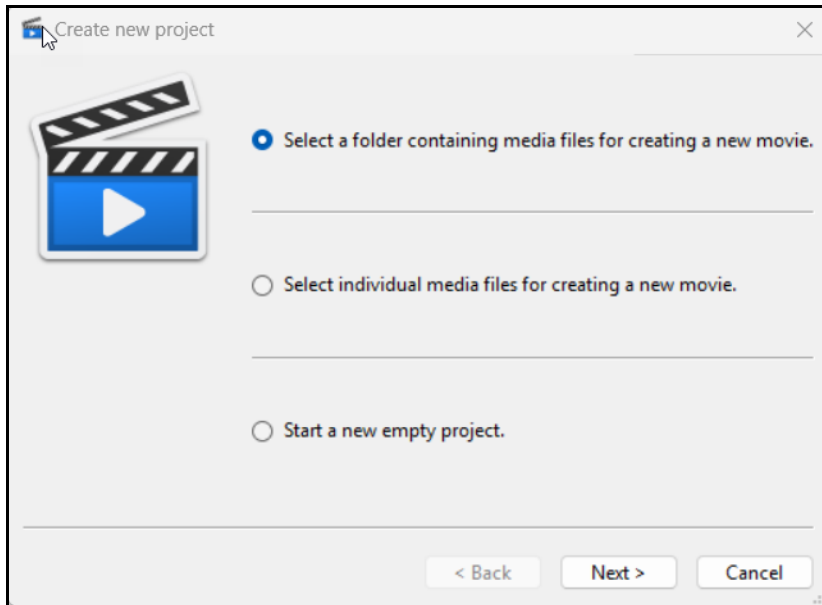 Create new project
Select a folder containing media files for creating a new movie.
Select individual media files for creating a new movie.
Start a new empty project.
< Back
Next >
Cancel